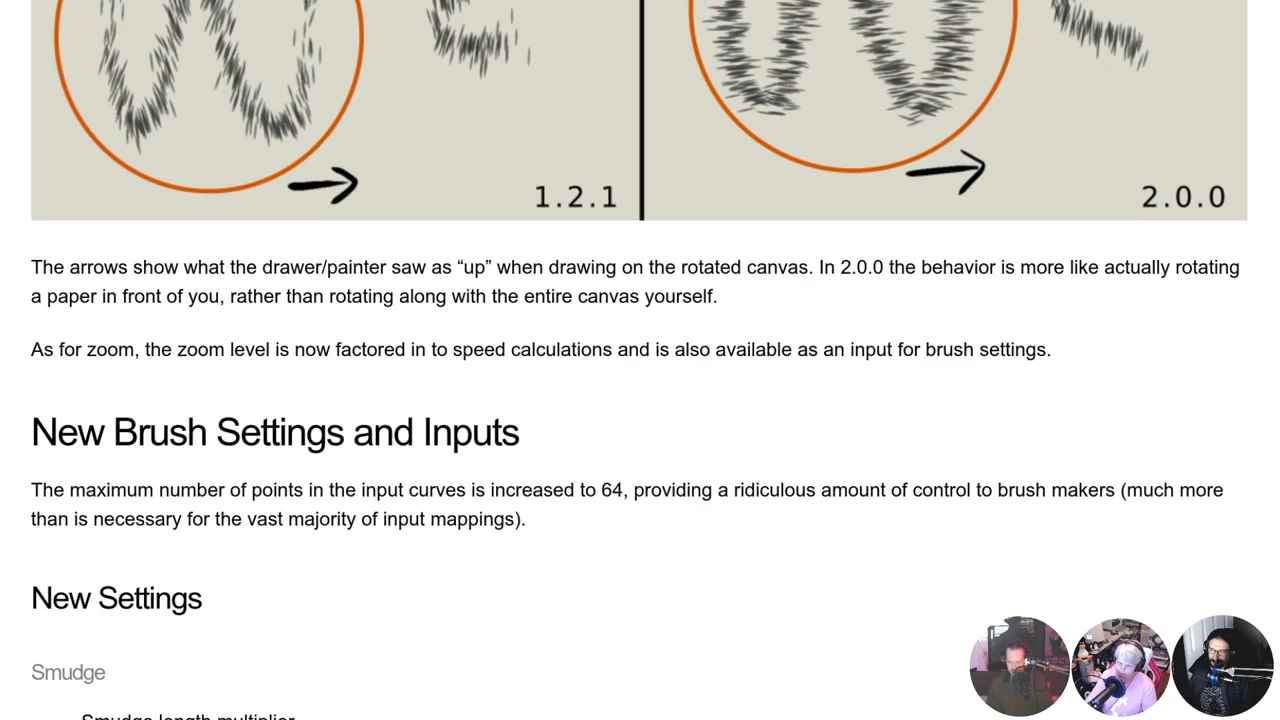 1.2.1
2.0.0
The arrows show what the drawer/painter saw as “up” when drawing on the rotated canvas. In 2.0.0 the behavior is more like actually rotating
a paper in front of you, rather than rotating along with the entire canvas yourself.
As for zoom, the zoom level is now factored in to speed calculations and is also available as an input for brush settings.
New Brush Settings and Inputs
The maximum number of points in the input curves is increased to 64, providing a ridiculous amount of control to brush makers (much more
than is necessary for the vast majority of input mappings).
New Settings
Smudge
Smudge length multiplier